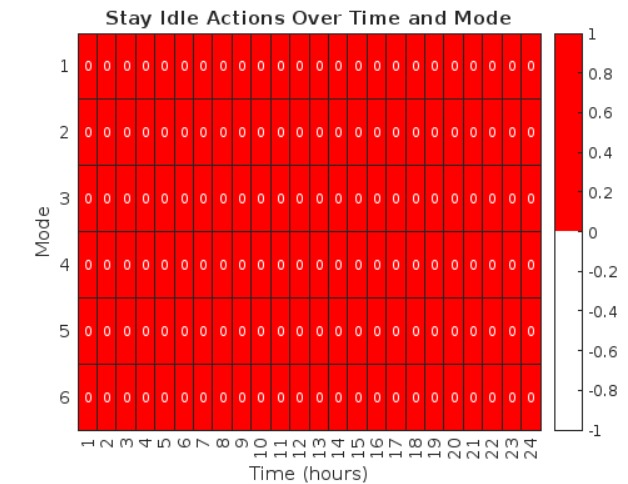 Stay Idle Actions Over Time and Mode
1 0 0 0 0 0 0 0 0 0 0 0 0 0 0 0 0 0 0 0 0 0 0 0 0
2 0 0 0 0 0 0 0 0 0 0 0 0 0 0 0 0 0 0 0 0 0 0 0 0
3 0 0 0 0 0 0 0 0 0 0 0 0 0 0 0 0 0 0 0 0 0 0 0 0
4 0 0 0 0 0 0 0 0 0 0 0 0 0 0 0 0 0 0 0 0 0 0 0 0
5 0 0 0 0 0 0 0 0 0 0 0 0 0 0 0 0 0 0 0 0 0 0 0 0
6 0 0 0 0 0 0 0 0 0 0 0 0 0 0 0 0 0 0 0 0 0 0 0 0
Mode
1 2 3 4 5 6 7 8 9 10 11 12 13 14 15 16 17 18 19 20 21 22 23 24
Time (hours)
1
0.8
0.6
0.4
0.2
0
-0.2
-0.4
-0.6
-0.8
-1